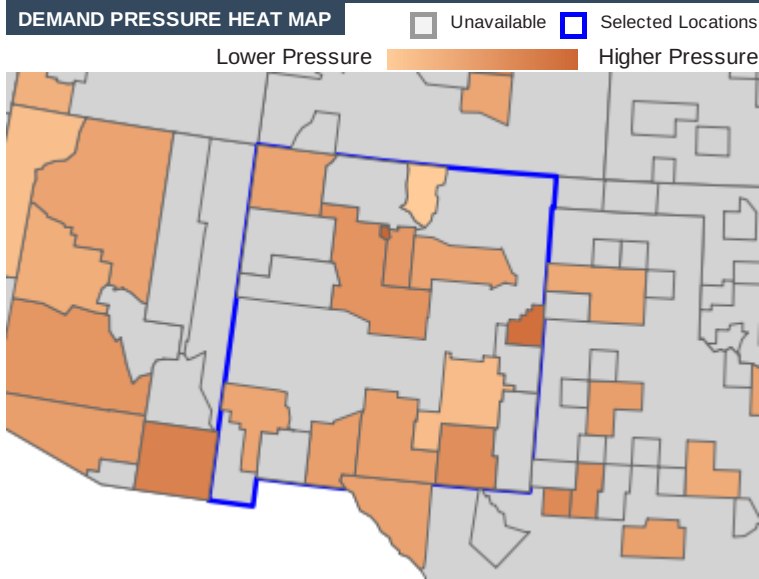 DEMAND PRESSURE HEAT MAP
Unavailable
Selected Locations
Lower Pressure
Higher Pressure